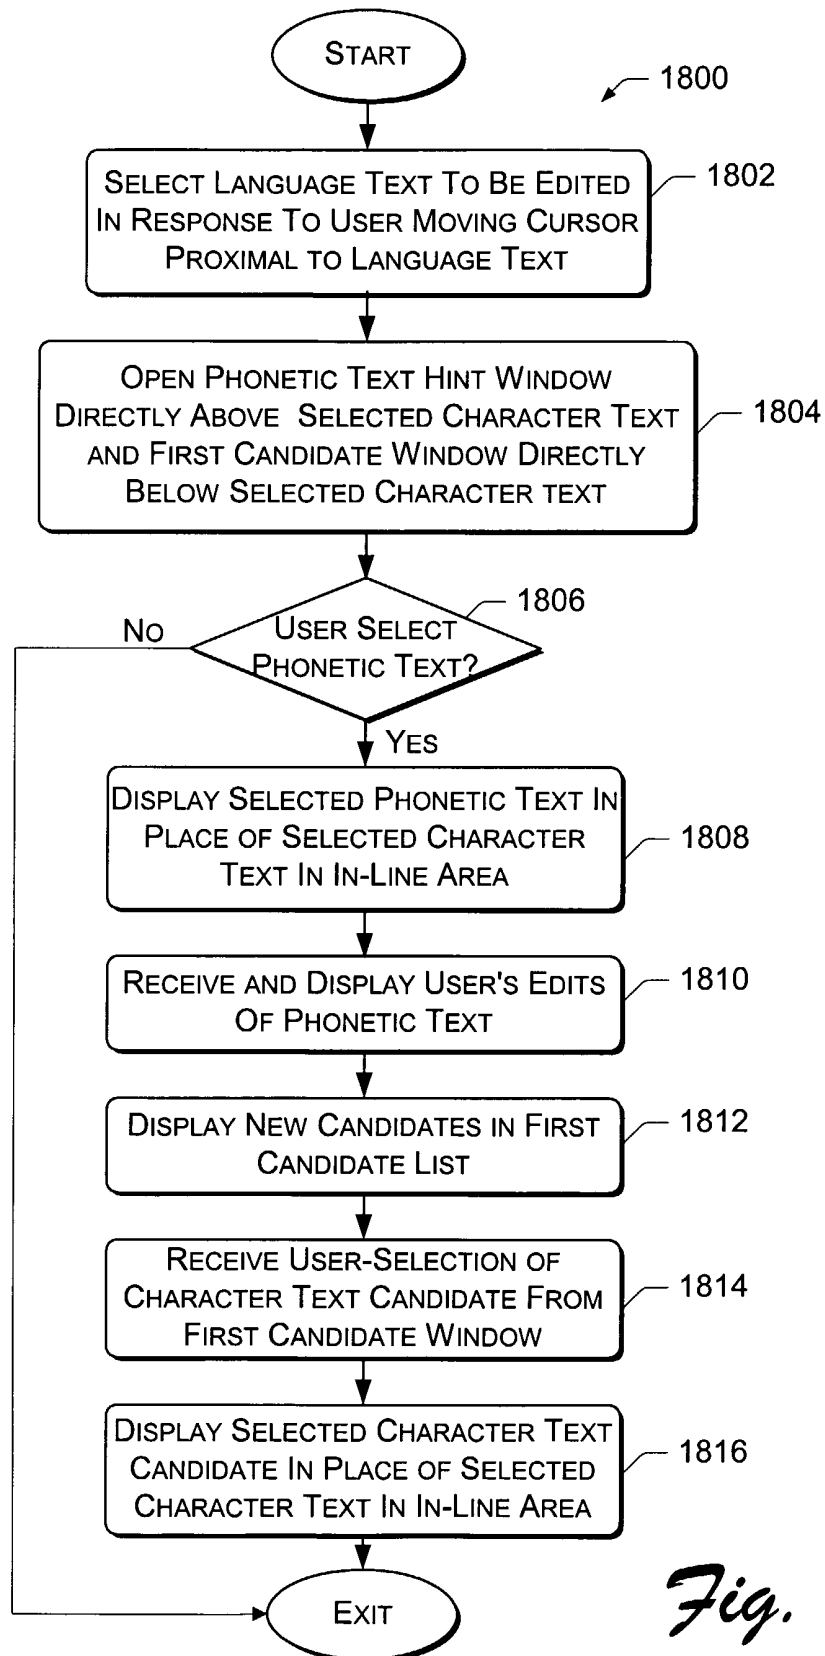 START
1800
SELECT LANGUAGE TEXT TO BE EDITED
IN RESPONSE TO USER MOVING CURSOR
PROXIMAL TO LANGUAGE TEXT
1802
OPEN PHONETIC TEXT HINT WINDOW
DIRECTLY ABOVE SELECTED CHARACTER TEXT
AND FIRST CANDIDATE WINDOW DIRECTLY
BELOW SELECTED CHARACTER TEXT
1804
USER SELECT
PHONETIC TEXT?
1806
NO
YES
DISPLAY SELECTED PHONETIC TEXT IN
PLACE OF SELECTED CHARACTER
TEXT IN IN-LINE AREA
1808
RECEIVE AND DISPLAY USER'S EDITS
OF PHONETIC TEXT
1810
DISPLAY NEW CANDIDATES IN FIRST
CANDIDATE LIST
1812
RECEIVE USER-SELECTION OF
CHARACTER TEXT CANDIDATE FROM
FIRST CANDIDATE WINDOW
1814
DISPLAY SELECTED CHARACTER TEXT
CANDIDATE IN PLACE OF SELECTED
CHARACTER TEXT IN IN-LINE AREA
1816
EXIT
Fig.